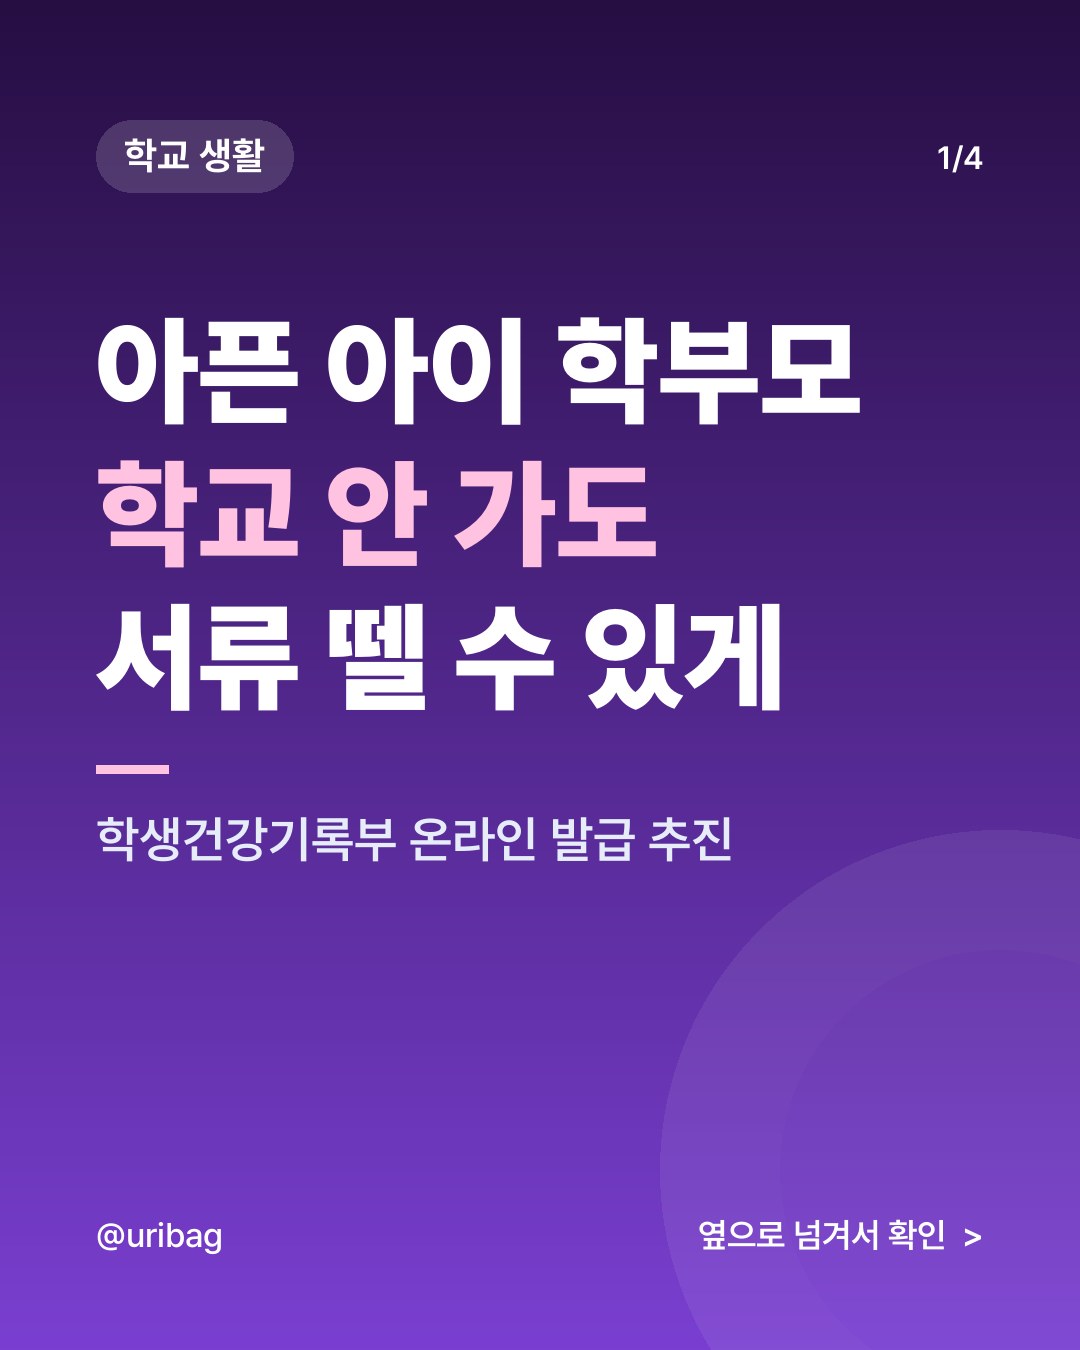 학교 생활
1/4
아픈 아이 학부모
학교 안 가도
서류 뗄 수 있게
학생건강기록부 온라인 발급 추진
@uribag
옆으로 넘겨서 확인 >